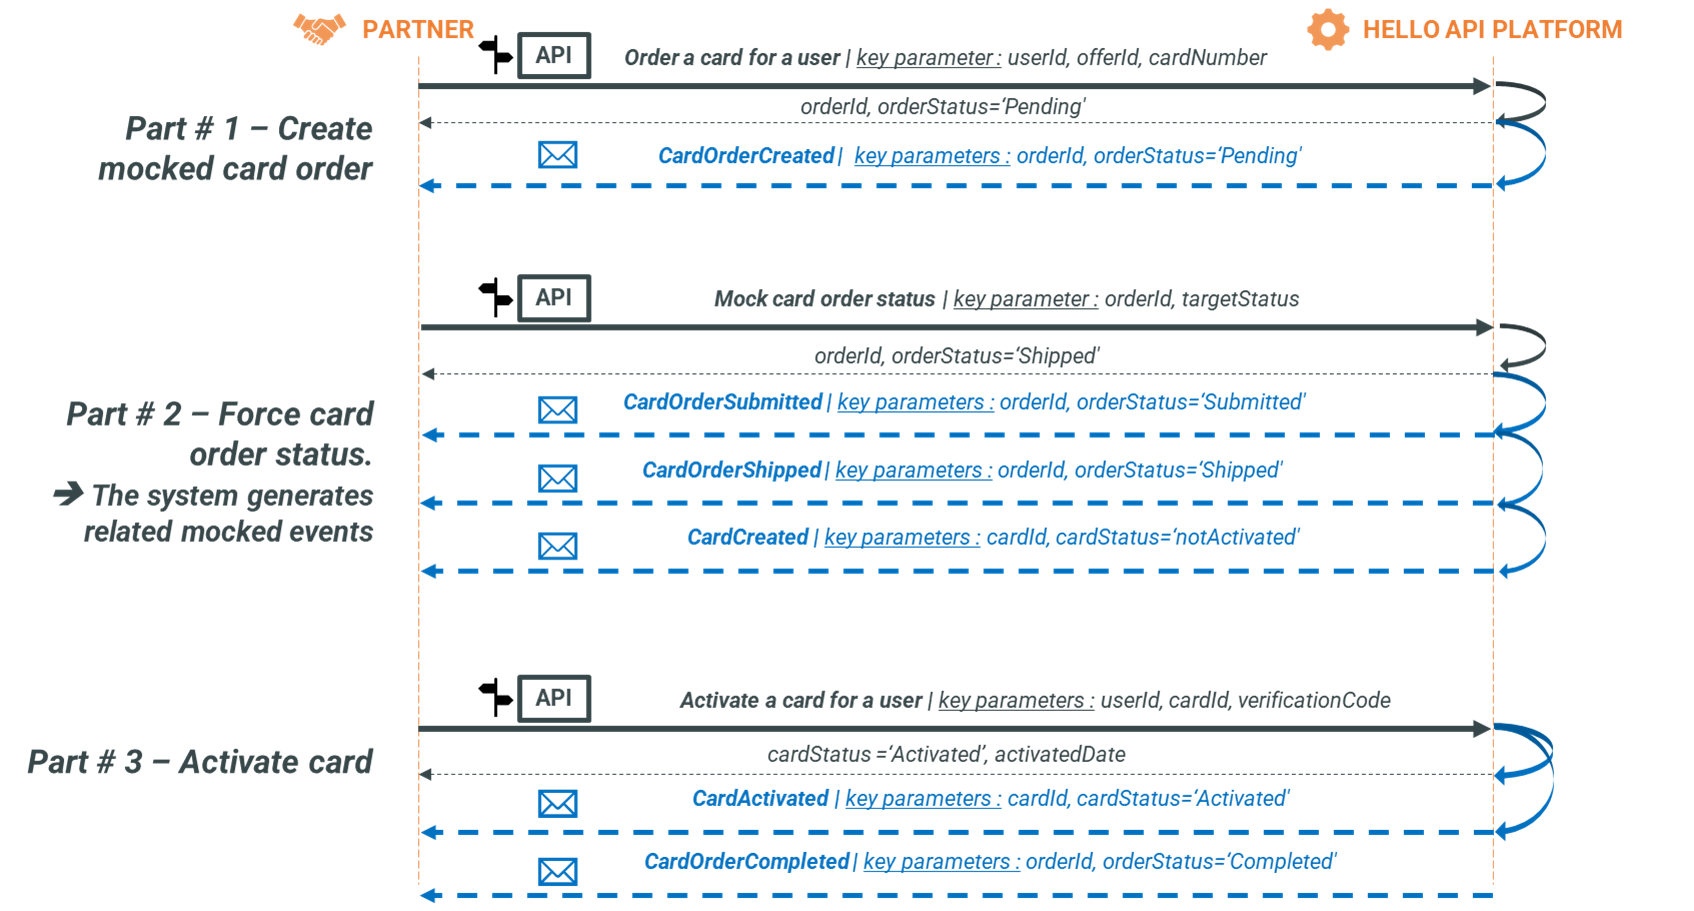 PARTNER
HELLO API PLATFORM
API
Order a card for a user | key parameter : userId, offerId, cardNumber
orderId, orderStatus=‘Pending'
Part # 1 – Create
mocked card order
CardOrderCreated | key parameters : orderId, orderStatus=‘Pending'
API
Mock card order status | key parameter : orderId, targetStatus
orderId, orderStatus=‘Shipped'
Part # 2 – Force card
order status.
➔ The system generates
related mocked events
CardOrderSubmitted | key parameters : orderId, orderStatus=‘Submitted'
CardOrderShipped | key parameters : orderId, orderStatus=‘Shipped'
CardCreated | key parameters : cardId, cardStatus=‘notActivated'
API
Activate a card for a user | key parameters : userId, cardId, verificationCode
Part # 3 – Activate card
cardStatus =‘Activated’, activatedDate
CardActivated | key parameters : cardId, cardStatus=‘Activated'
CardOrderCompleted | key parameters : orderId, orderStatus=‘Completed'